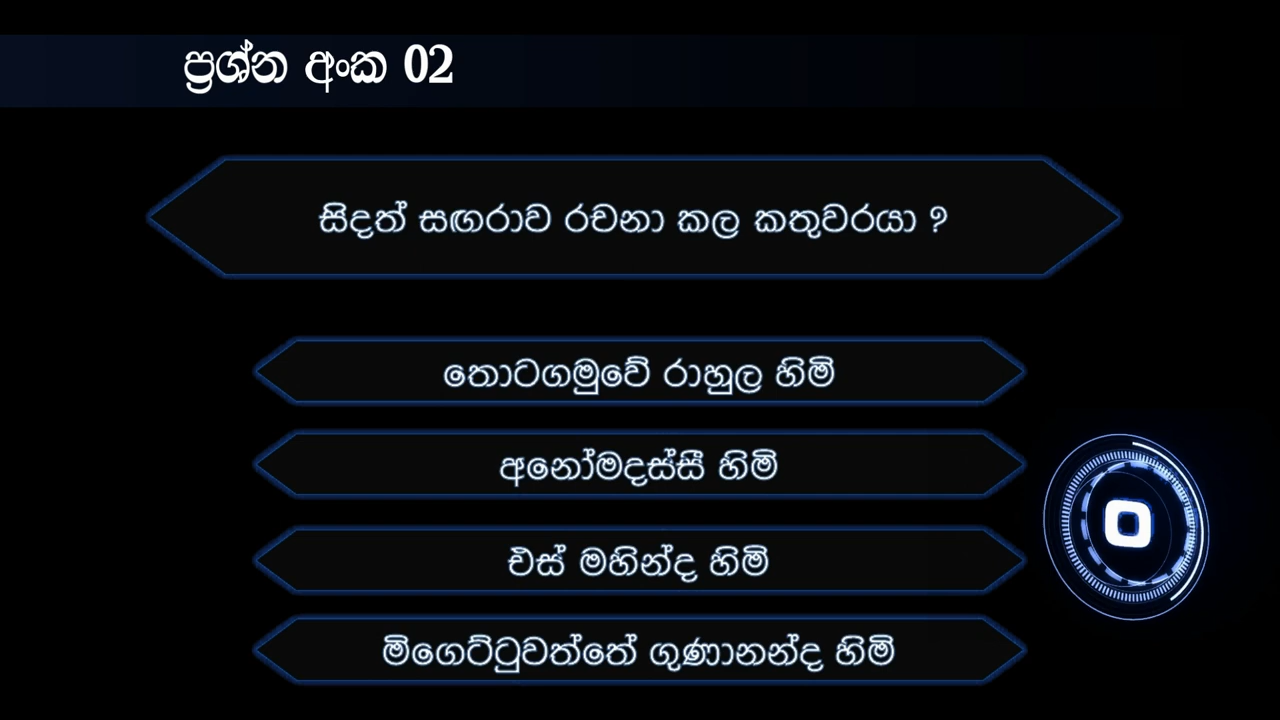 ප්‍රශ්න අංක 02
සිදත් සඟරාව රචනා කල කතුවරයා ?
තොටගමුවේ රාහුල හිමි
අනෝමදස්සී හිමි
එස් මහින්ද හිමි
මිගෙට්ටුවත්තේ ගුණානන්ද හිමි
0